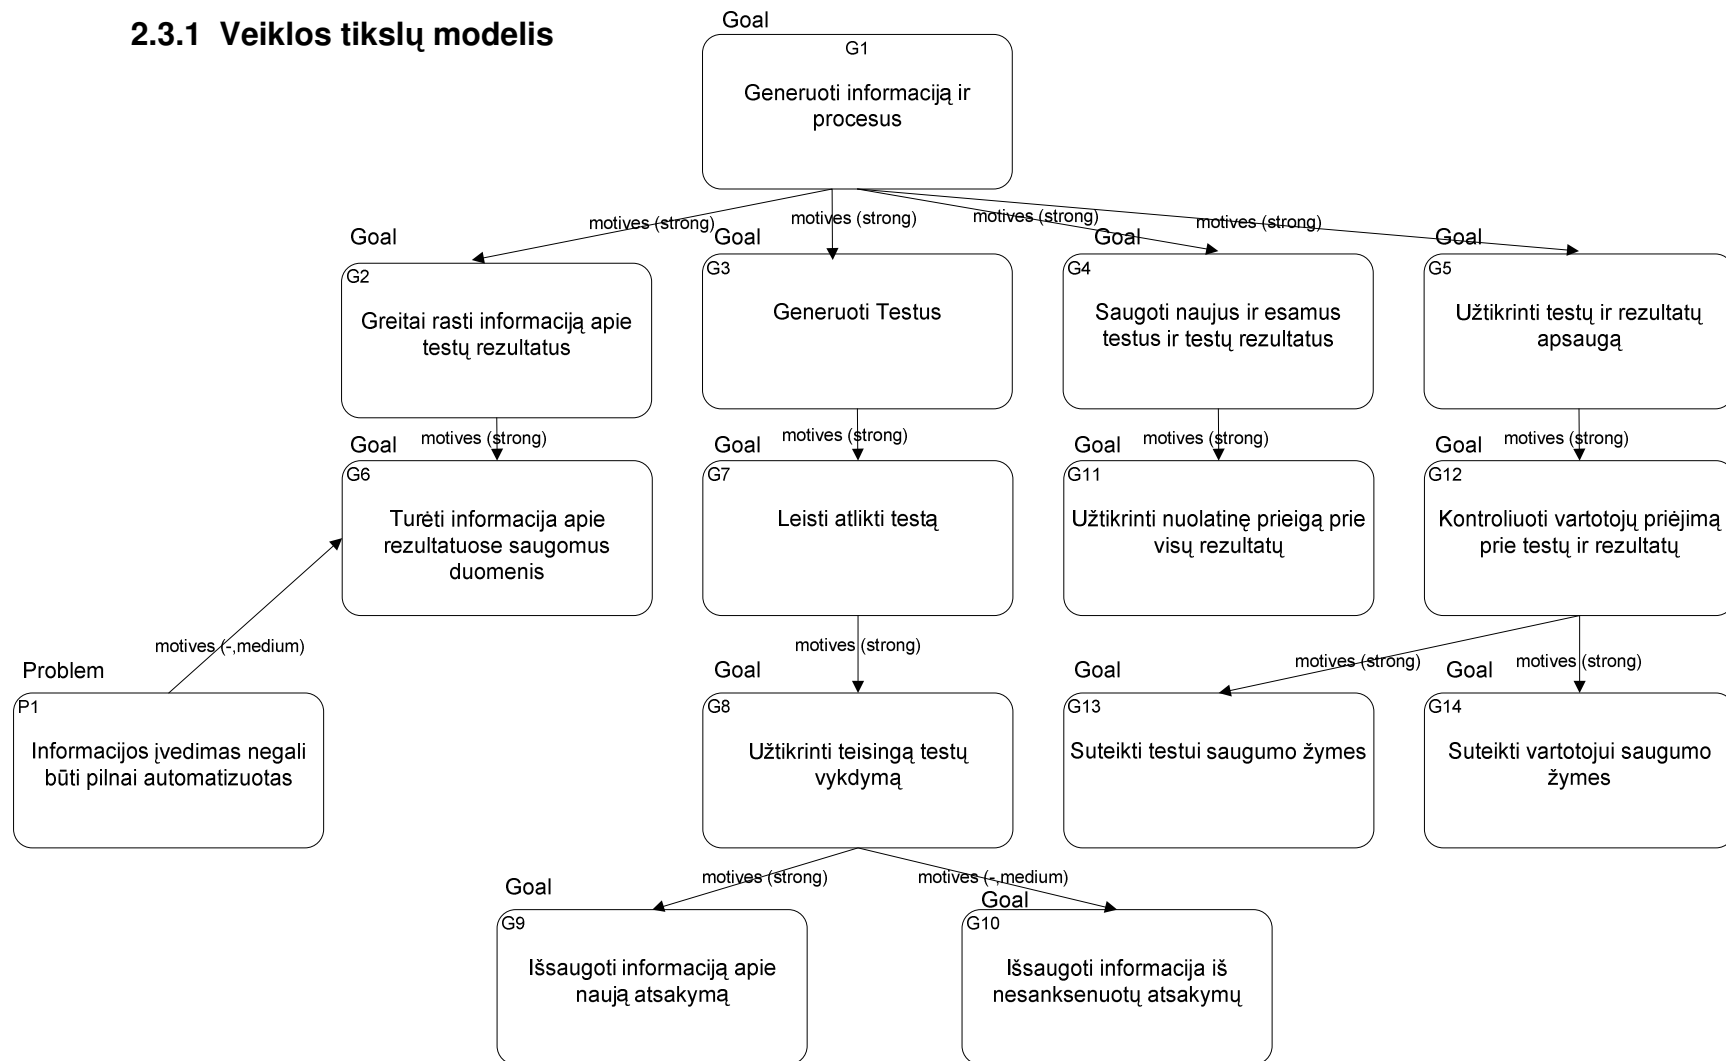 2.3.1 Veiklos tikslų modelis
Goal
G1
Generuoti informaciją ir
procesus
motives (strong)
motives (strong)
motives (strong)
motives (strong)
Goal
G2
Greitai rasti informaciją apie
testų rezultatus
Goal
G3
Generuoti Testus
Goal
G4
Saugoti naujus ir esamus
testus ir testų rezultatus
Goal
G5
Užtikrinti testų ir rezultatų
apsaugą
motives (strong)
motives (strong)
motives (strong)
motives (strong)
Goal
G6
Turėti informacija apie
rezultatuose saugomus
duomenis
Goal
G7
Leisti atlikti testą
Goal
G11
Užtikrinti nuolatinę prieigą prie
visų rezultatų
Goal
G12
Kontroliuoti vartotojų priėjimą
prie testų ir rezultatų
motives (-,medium)
motives (strong)
motives (strong)
motives (strong)
Problem
P1
Informacijos įvedimas negali
būti pilnai automatizuotas
Goal
G8
Užtikrinti teisingą testų
vykdymą
Goal
G13
Suteikti testui saugumo žymes
Goal
G14
Suteikti vartotojui saugumo
žymes
motives (strong)
motives (-,medium)
Goal
G9
Išsaugoti informaciją apie
naują atsakymą
Goal
G10
Išsaugoti informacija iš
nesanksenuotų atsakymų